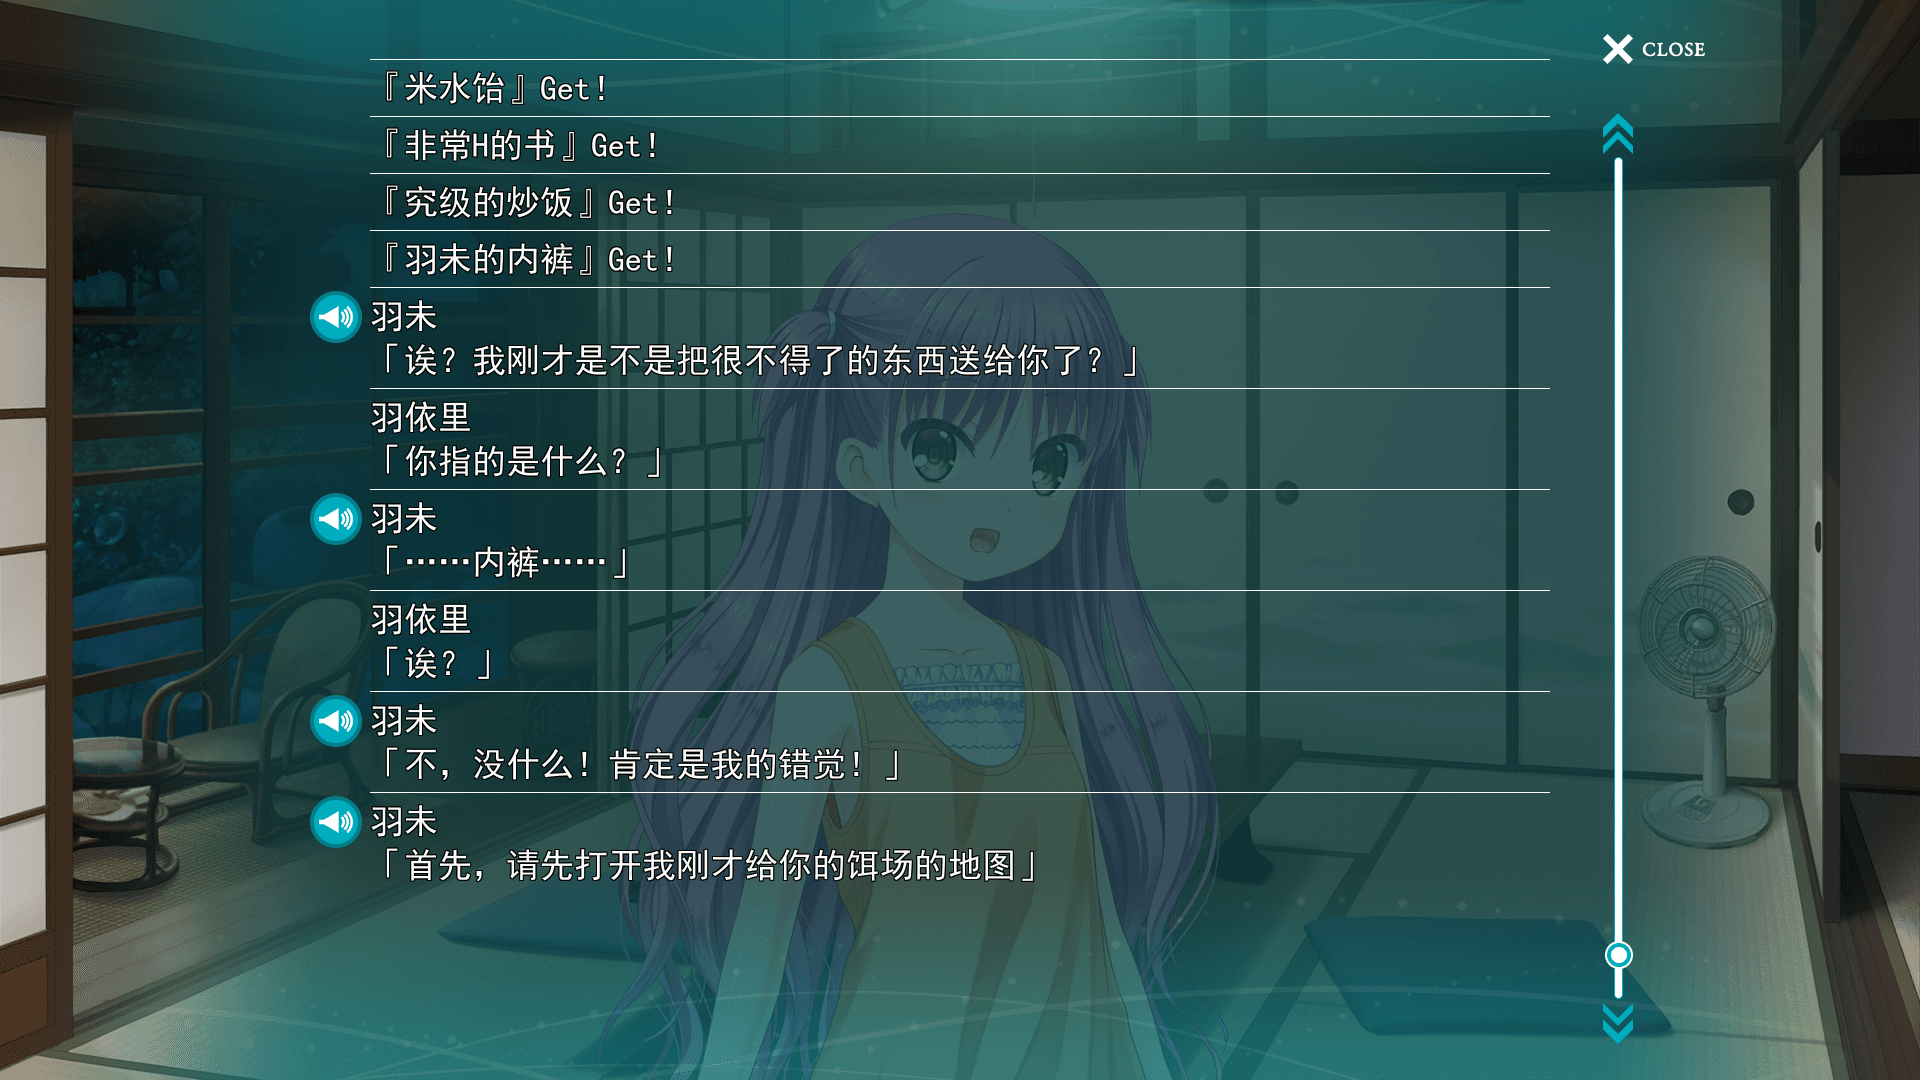 CLOSE
『米水饴』Get！
『非常H的书』Get！
『究级的炒饭』Get！
『羽未的内裤』Get！
羽未
「诶？我刚才是不是把很不得了的东西送给你了？」
羽依里
「你指的是什么？」
羽未
「……内裤……」
羽依里
「诶？」
羽未
「不，没什么！肯定是我的错觉！」
羽未
「首先，请先打开我刚才给你的饵场的地图」